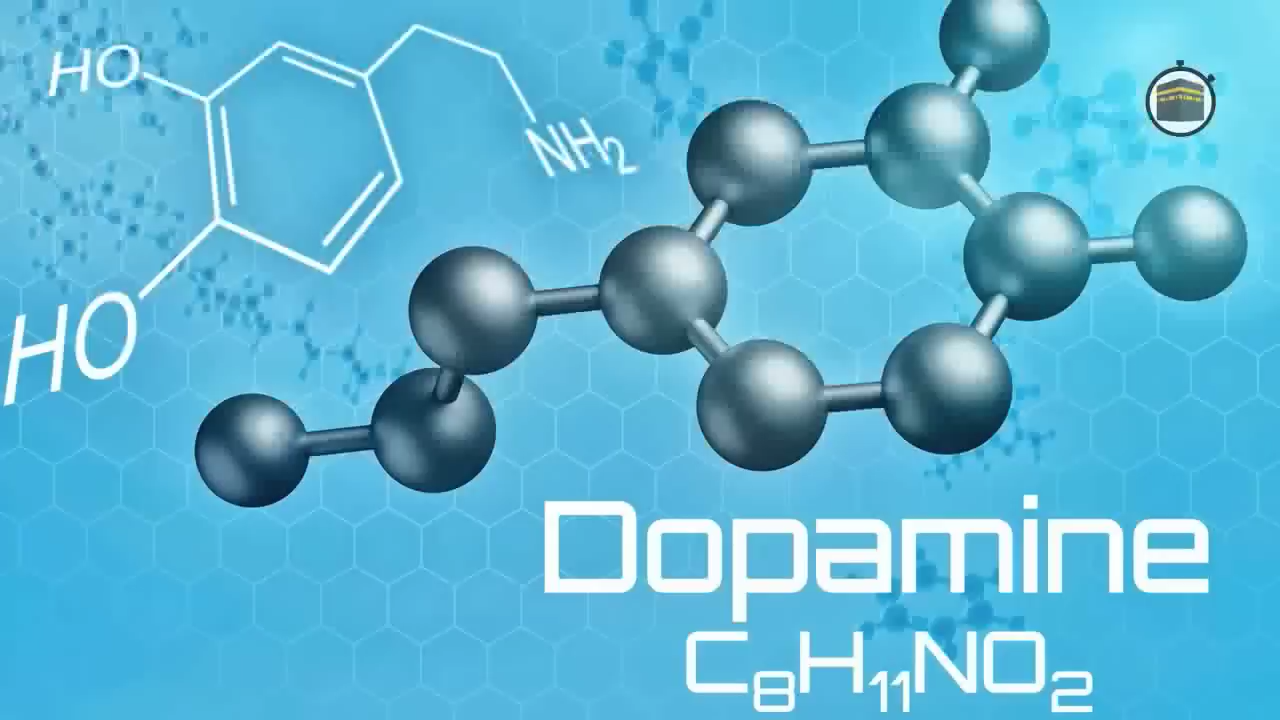 HO
NH₂
HO
Dopamine
C₈H₁₁NO₂